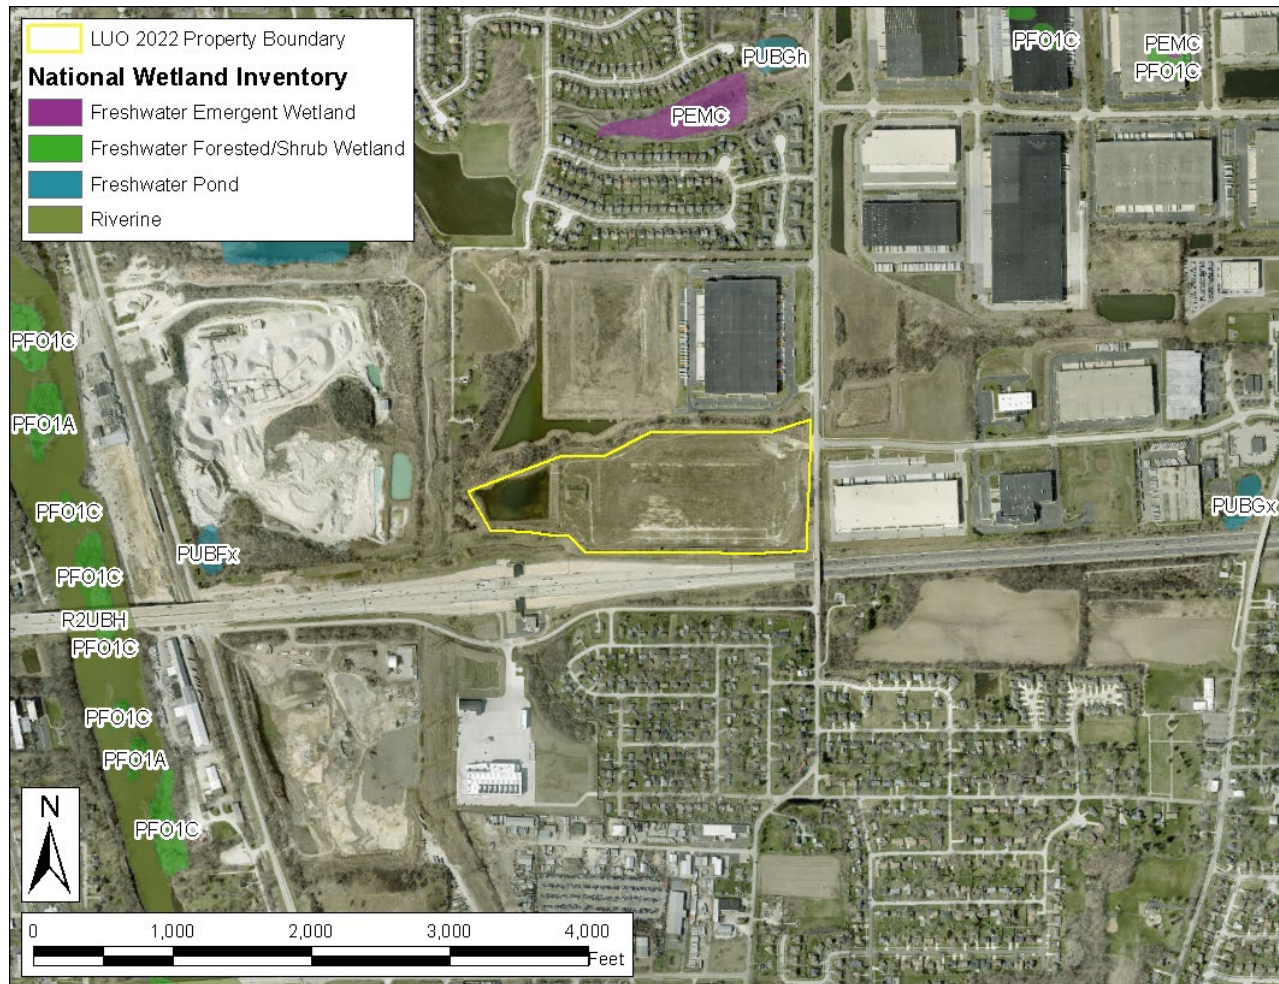 LUO 2022 Property Boundary
National Wetland Inventory
Freshwater Emergent Wetland
Freshwater Forested/Shrub Wetland
Freshwater Pond
Riverine
PUBGh
PEMC
PFO1C
PEMC
PFO1C
PFO1C
PFO1A
PFO1C
PUBGx
PUBFx
PFO1C
R2UBH
PFO1C
PFO1C
PFO1A
PFO1C
N
0 1,000 2,000 3,000 4,000
Feet